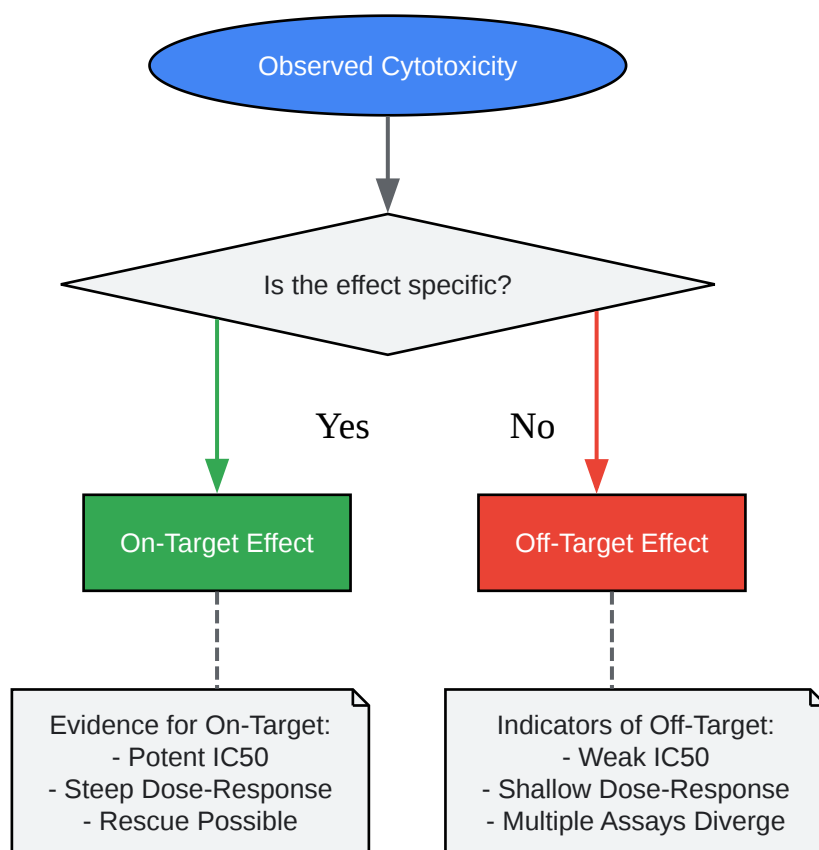 Observed Cytotoxicity
Is the effect specific?
Yes
No
On-Target Effect
Off-Target Effect
Evidence for On-Target:
- Potent IC50
- Steep Dose-Response
- Rescue Possible
Indicators of Off-Target:
- Weak IC50
- Shallow Dose-Response
- Multiple Assays Diverge